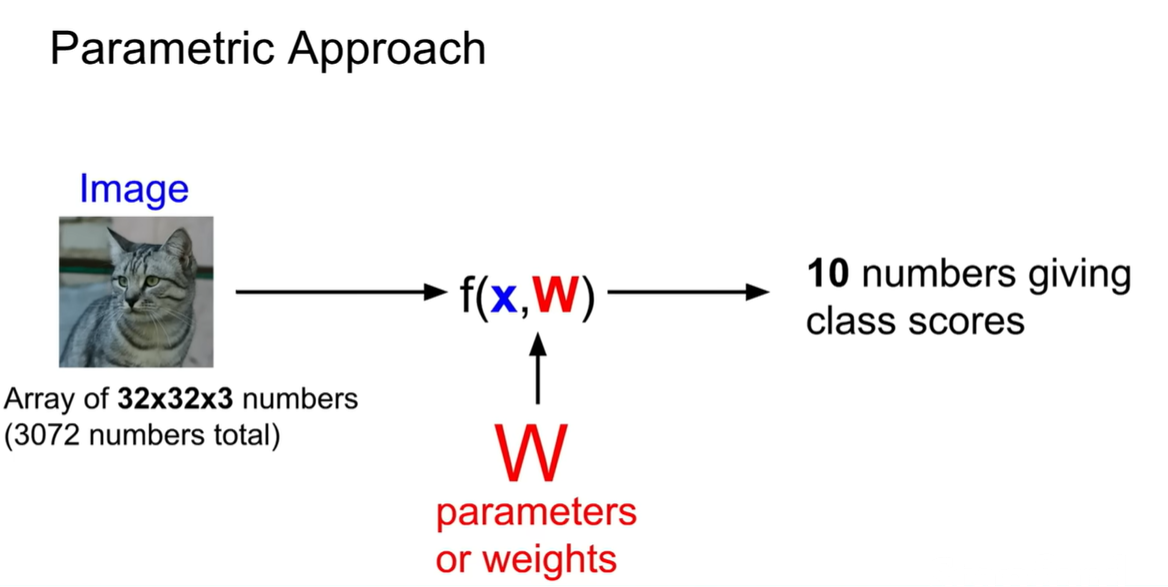 Parametric Approach
Image
f(x,W)
10 numbers giving
class scores
Array of 32x32x3 numbers
(3072 numbers total)
W
parameters
or weights